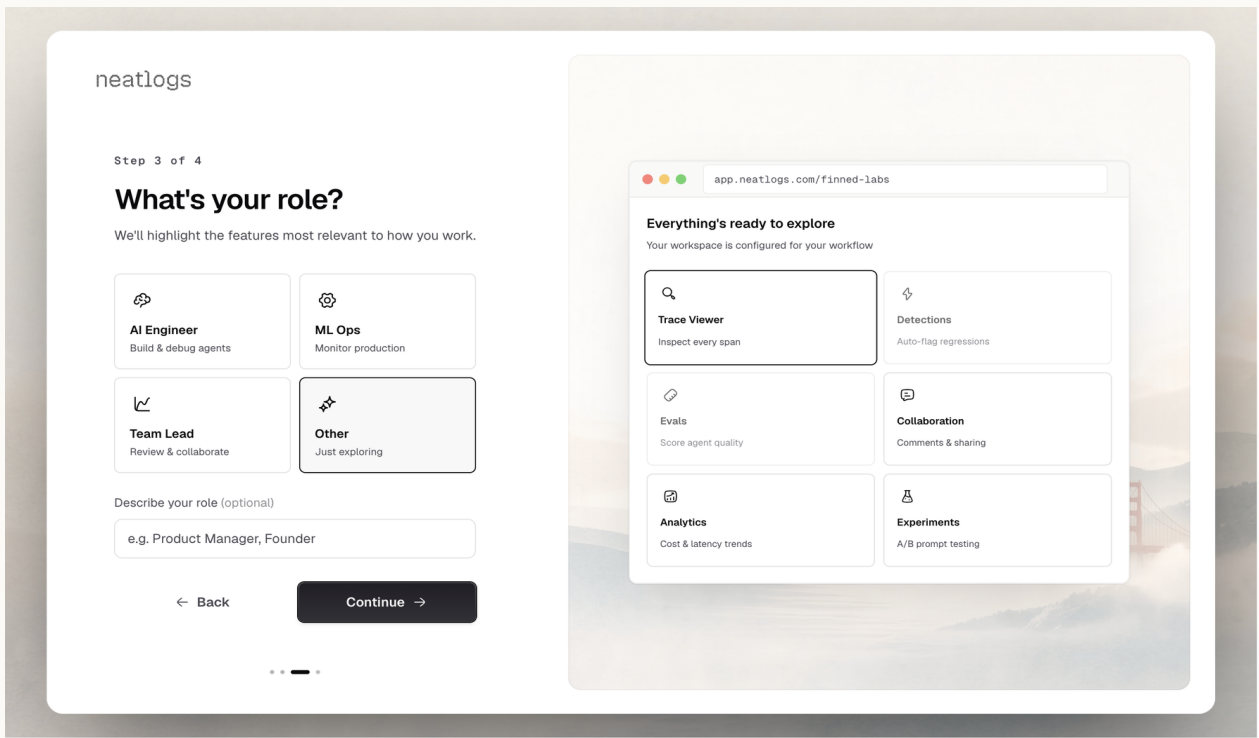 neatlogs
Step 3 of 4
What's your role?
We'll highlight the features most relevant to how you work.
AI Engineer
Build & debug agents
ML Ops
Monitor production
Team Lead
Review & collaborate
Other
Just exploring
Describe your role (optional)
e.g. Product Manager, Founder
← Back
Continue →
app.neatlogs.com/finned-labs
Everything's ready to explore
Your workspace is configured for your workflow
Trace Viewer
Inspect every span
Detections
Auto-flag regressions
Evals
Score agent quality
Collaboration
Comments & sharing
Analytics
Cost & latency trends
Experiments
A/B prompt testing